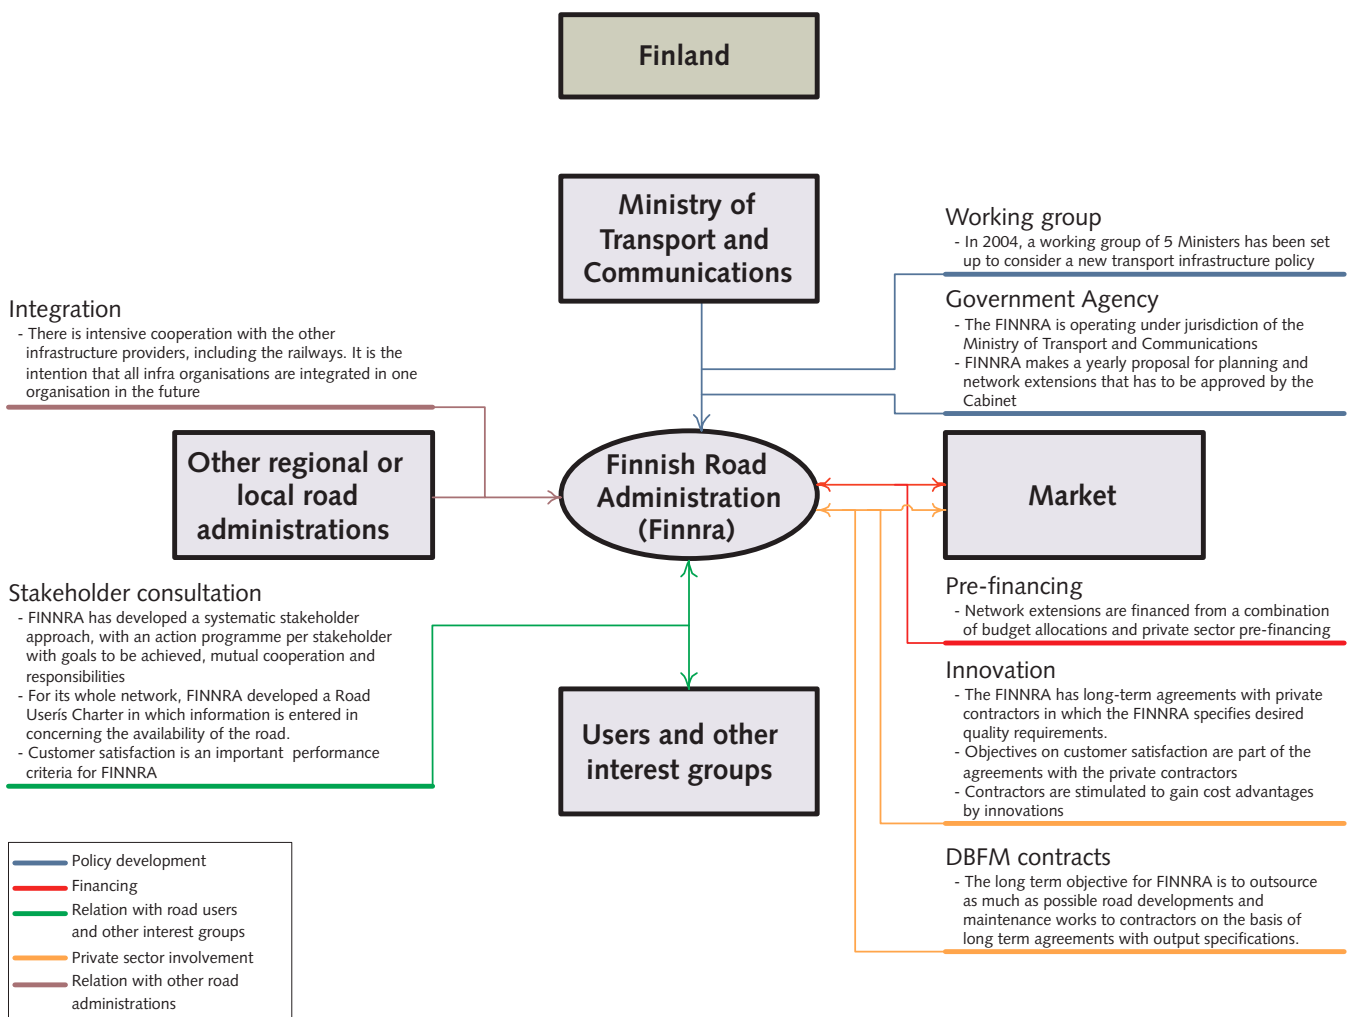 Finland
Ministry of
Transport and
Communications
Working group
- In 2004, a working group of 5 Ministers has been set
up to consider a new transport infrastructure policy
Government Agency
- The FINNRA is operating under jurisdiction of the
Ministry of Transport and Communications
- FINNRA makes a yearly proposal for planning and
network extensions that has to be approved by the
Cabinet
Integration
- There is intensive cooperation with the other
infrastructure providers, including the railways. It is the
intention that all infra organisations are integrated in one
organisation in the future
Other regional or
local road
administrations
Finnish Road
Administration
(Finnra)
Market
Stakeholder consultation
- FINNRA has developed a systematic stakeholder
approach, with an action programme per stakeholder
with goals to be achieved, mutual cooperation and
responsibilities
- For its whole network, FINNRA developed a Road
Userís Charter in which information is entered in
concerning the availability of the road.
- Customer satisfaction is an important performance
criteria for FINNRA
Users and other
interest groups
Pre-financing
- Network extensions are financed from a combination
of budget allocations and private sector pre-financing
Innovation
- The FINNRA has long-term agreements with private
contractors in which the FINNRA specifies desired
quality requirements.
- Objectives on customer satisfaction are part of the
agreements with the private contractors
- Contractors are stimulated to gain cost advantages
by innovations
DBFM contracts
- The long term objective for FINNRA is to outsource
as much as possible road developments and
maintenance works to contractors on the basis of
long term agreements with output specifications.
Policy development
Financing
Relation with road users
and other interest groups
Private sector involvement
Relation with other road
administrations